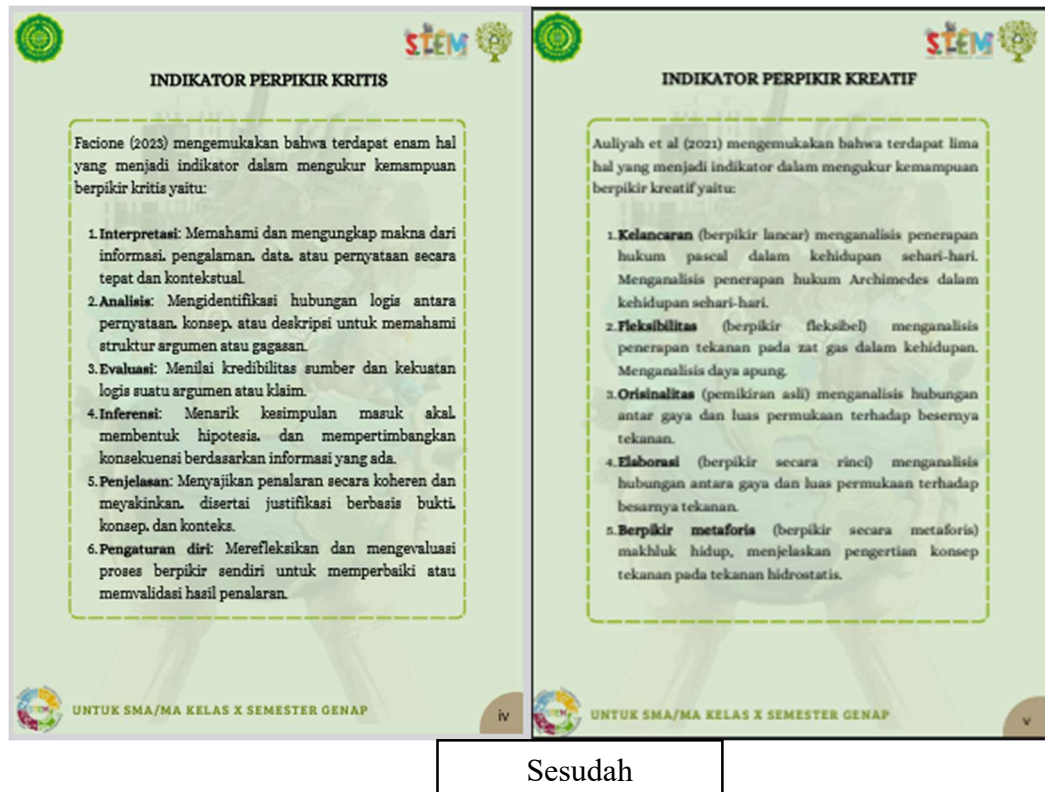 STEM
INDIKATOR PERPIKIR KRITIS
Facione (2023) mengemukakan bahwa terdapat enam hal
yang menjadi indikator dalam mengukur kemampuan
berpikir kritis yaitu:
1. Interpretasi: Memahami dan mengungkap makna dari
informasi, pengalaman, data, atau pernyataan secara
tepat dan kontekstual.
2. Analisis: Mengidentifikasi hubungan logis antara
pernyataan, konsep, atau deskripsi untuk memahami
struktur argumen atau gagasan.
3. Evaluasi: Menilai kredibilitas sumber dan kekuatan
logis suatu argumen atau klaim.
4. Inferensi: Menarik kesimpulan masuk akal,
membentuk hipotesis, dan mempertimbangkan
konsekuensi berdasarkan informasi yang ada.
5. Penjelasan: Menyajikan penalaran secara koheren dan
meyakinkan, disertai justifikasi berbasis bukti,
konsep, dan konteks.
6. Pengaturan diri: Merefleksikan dan mengevaluasi
proses berpikir sendiri untuk memperbaiki atau
memvalidasi hasil penalaran.
STEM
UNTUK SMA/MA KELAS X SEMESTER GENAP
iv
STEM
INDIKATOR PERPIKIR KREATIF
Auliyah et al (2021) mengemukakan bahwa terdapat lima
hal yang menjadi indikator dalam mengukur kemampuan
berpikir kreatif yaitu:
1. Kelancaran (berpikir lancar) menganalisis penerapan
hukum pascal dalam kehidupan sehari-hari.
Menganalisis penerapan hukum Archimedes dalam
kehidupan sehari-hari.
2. Fleksibilitas (berpikir fleksibel) menganalisis
penerapan tekanan pada zat gas dalam kehidupan.
Menganalisis daya apung.
3. Orisinalitas (pemikiran asli) menganalisis hubungan
antar gaya dan luas permukaan terhadap besernya
tekanan.
4. Elaborasi (berpikir secara rinci) menganalisis
hubungan antara gaya dan luas permukaan terhadap
besarnya tekanan.
5. Berpikir metaforis (berpikir secara metaforis)
makhluk hidup, menjelaskan pengertian konsep
tekanan pada tekanan hidrostatis.
STEM
UNTUK SMA/MA KELAS X SEMESTER GENAP
v
Sesudah